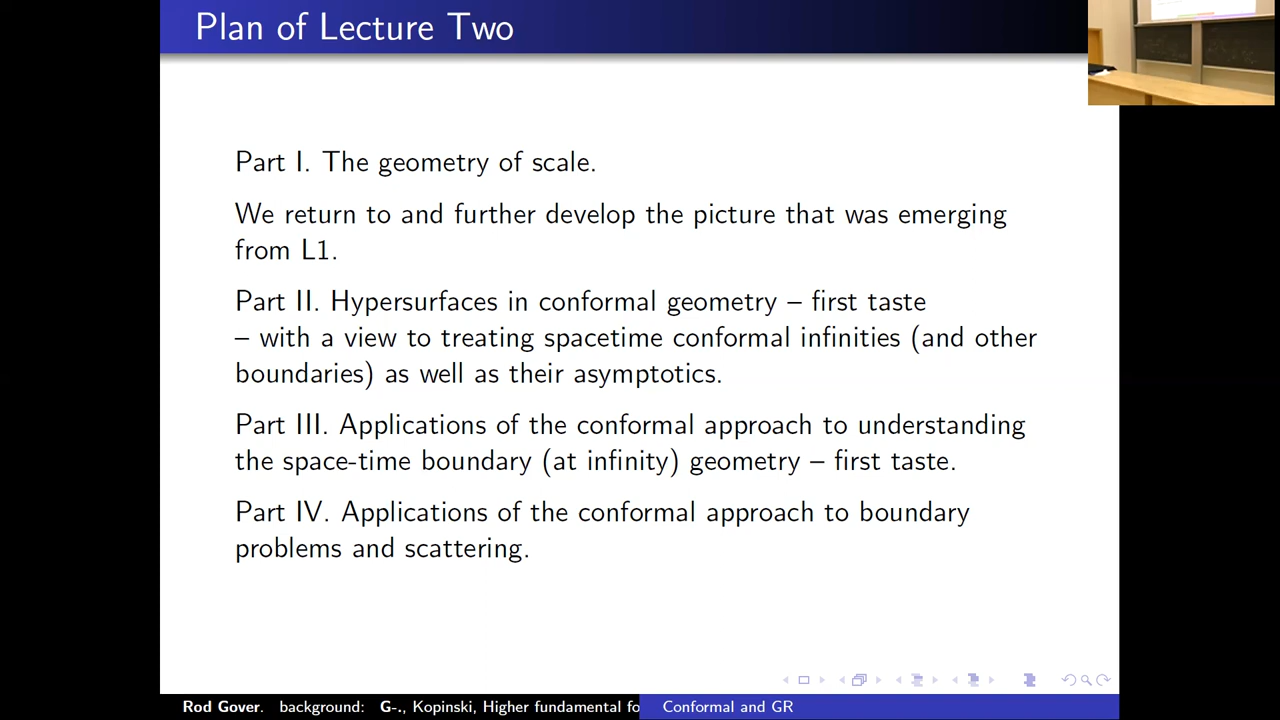 Plan of Lecture Two
Part I. The geometry of scale.
We return to and further develop the picture that was emerging
from L1.
Part II. Hypersurfaces in conformal geometry – first taste
– with a view to treating spacetime conformal infinities (and other
boundaries) as well as their asymptotics.
Part III. Applications of the conformal approach to understanding
the space-time boundary (at infinity) geometry – first taste.
Part IV. Applications of the conformal approach to boundary
problems and scattering.
Rod Gover. background: G-., Kopinski, Higher fundamental fo
Conformal and GR